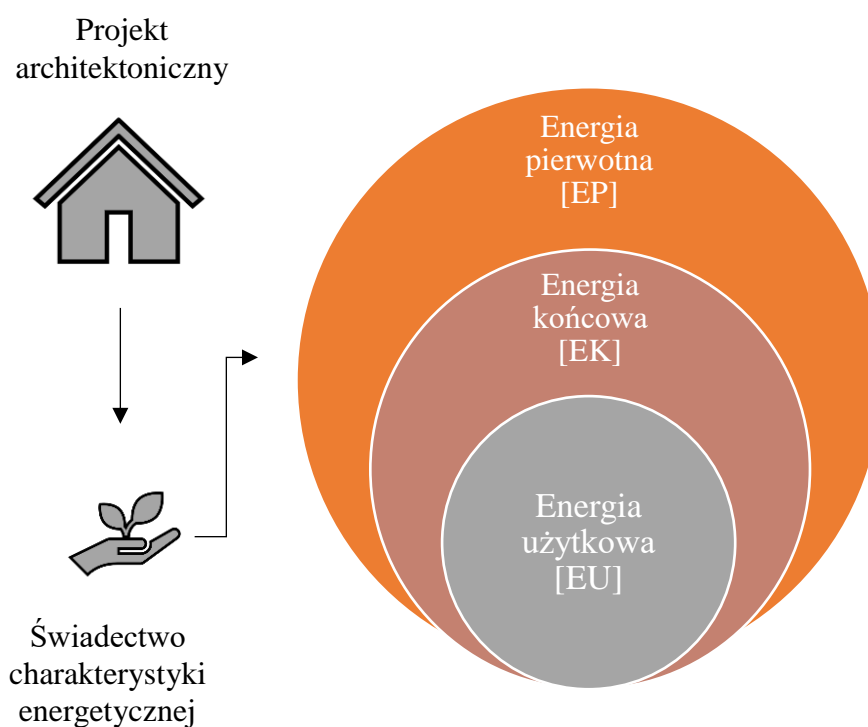 Projekt
architektoniczny
Energia
pierwotna
[EP]
Energia
końcowa
[EK]
Energia
użytkowa
[EU]
Świadectwo
charakterystyki
energetycznej